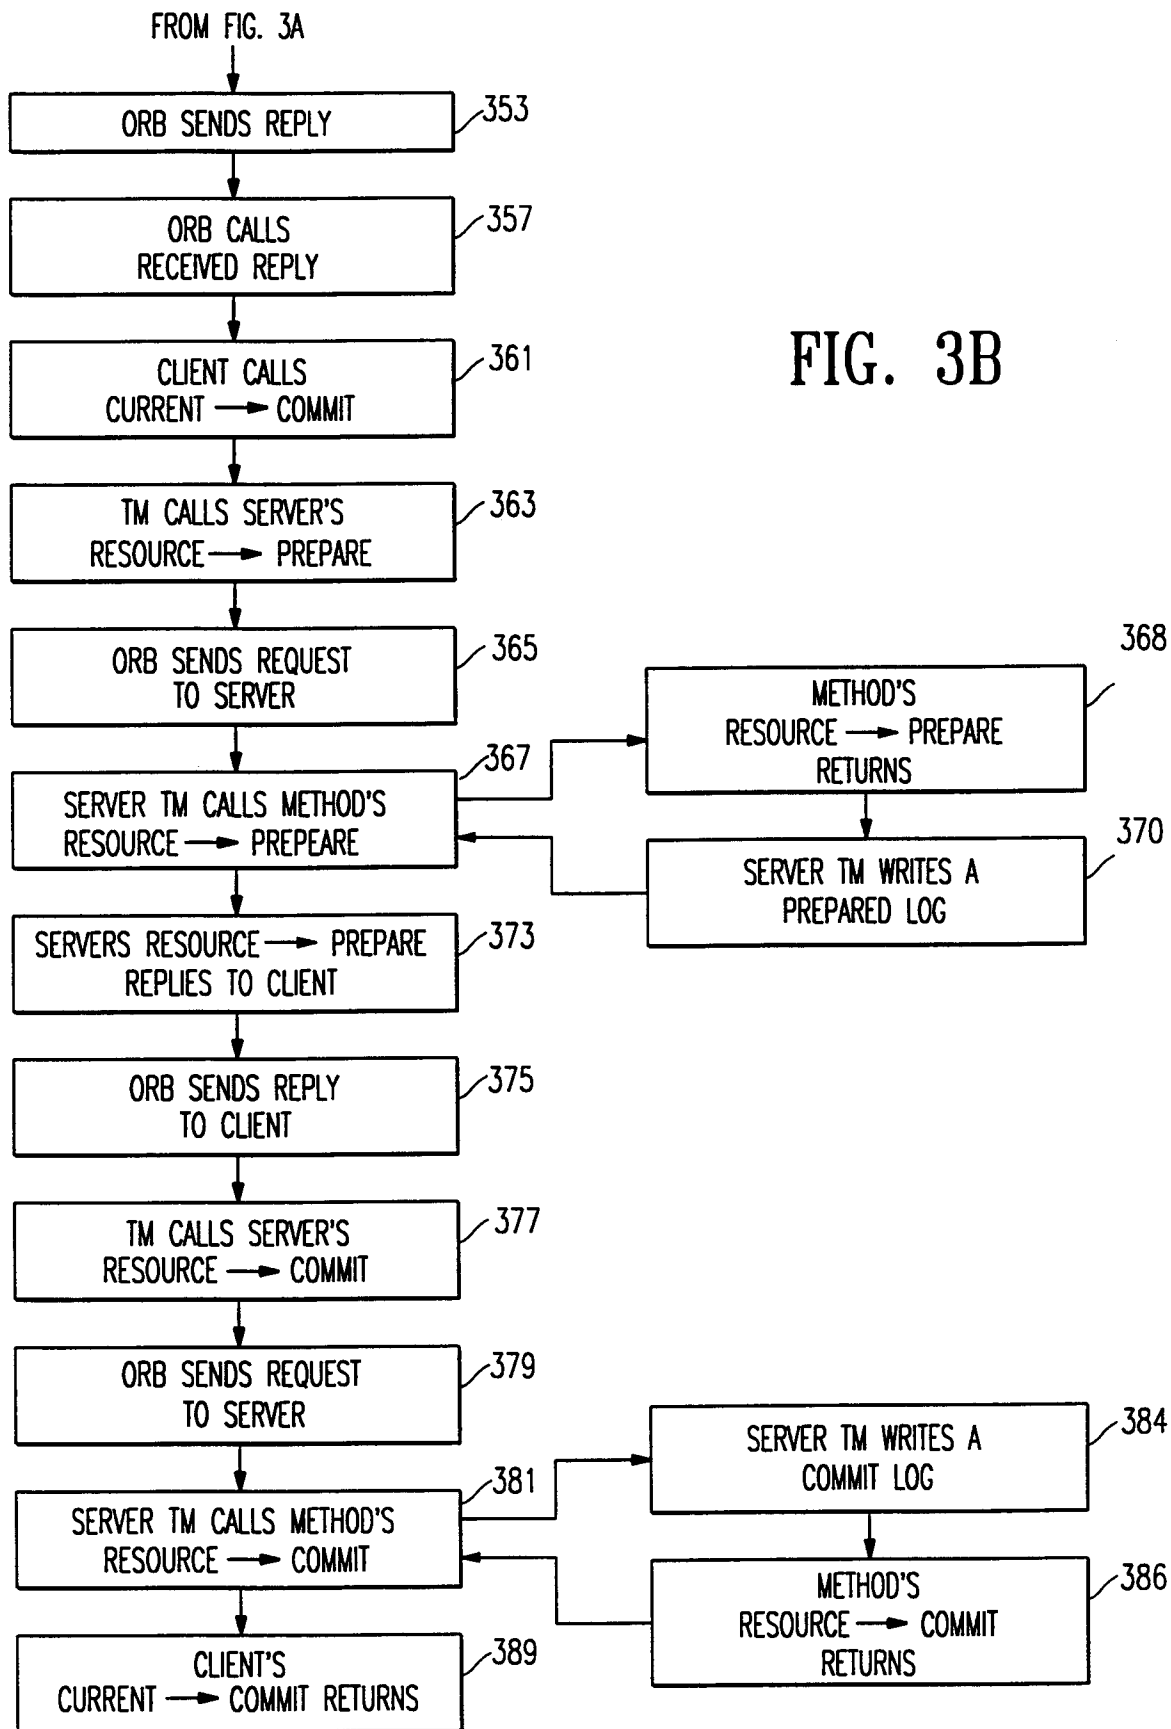 FROM FIG. 3A
ORB SENDS REPLY
353
ORB CALLS
RECEIVED REPLY
357
FIG. 3B
CLIENT CALLS
CURRENT → COMMIT
361
TM CALLS SERVER'S
RESOURCE → PREPARE
363
ORB SENDS REQUEST
TO SERVER
365
SERVER TM CALLS METHOD'S
RESOURCE → PREPEARE
367
METHOD'S
RESOURCE → PREPARE
RETURNS
368
SERVER TM WRITES A
PREPARED LOG
370
SERVERS RESOURCE → PREPARE
REPLIES TO CLIENT
373
ORB SENDS REPLY
TO CLIENT
375
TM CALLS SERVER'S
RESOURCE → COMMIT
377
ORB SENDS REQUEST
TO SERVER
379
SERVER TM CALLS METHOD'S
RESOURCE → COMMIT
381
SERVER TM WRITES A
COMMIT LOG
384
METHOD'S
RESOURCE → COMMIT
RETURNS
386
CLIENT'S
CURRENT → COMMIT RETURNS
389